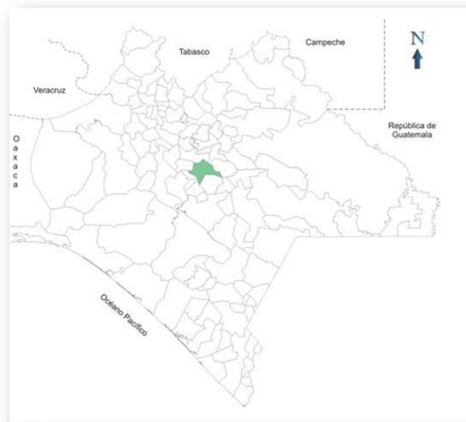 Campeche
N
Tabasco
Veracruz
República de
Guatemala
O
a
x
a
c
a
Océano Pacífico